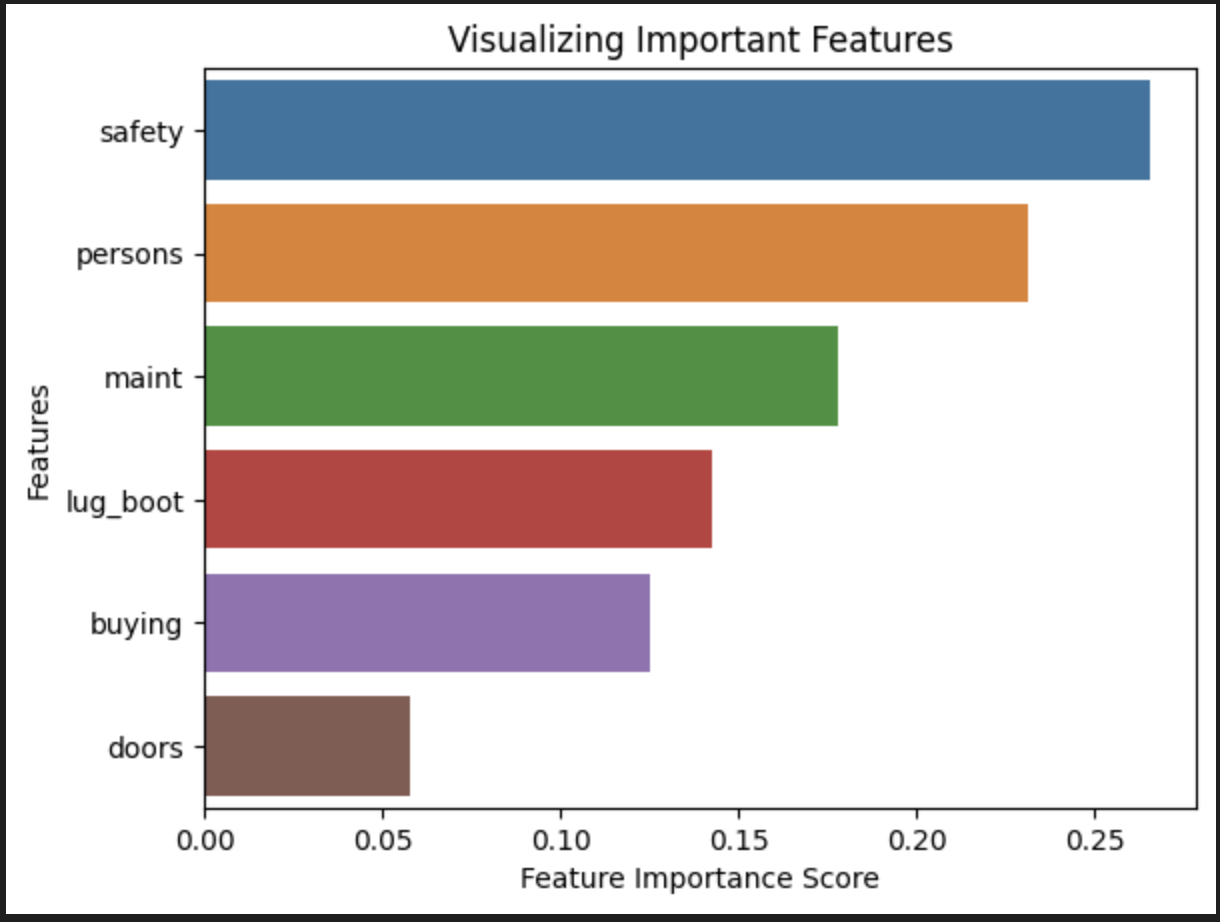 Visualizing Important Features
safety
persons
maint
lug_boot
buying
doors
Features
0.00 0.05 0.10 0.15 0.20 0.25
Feature Importance Score